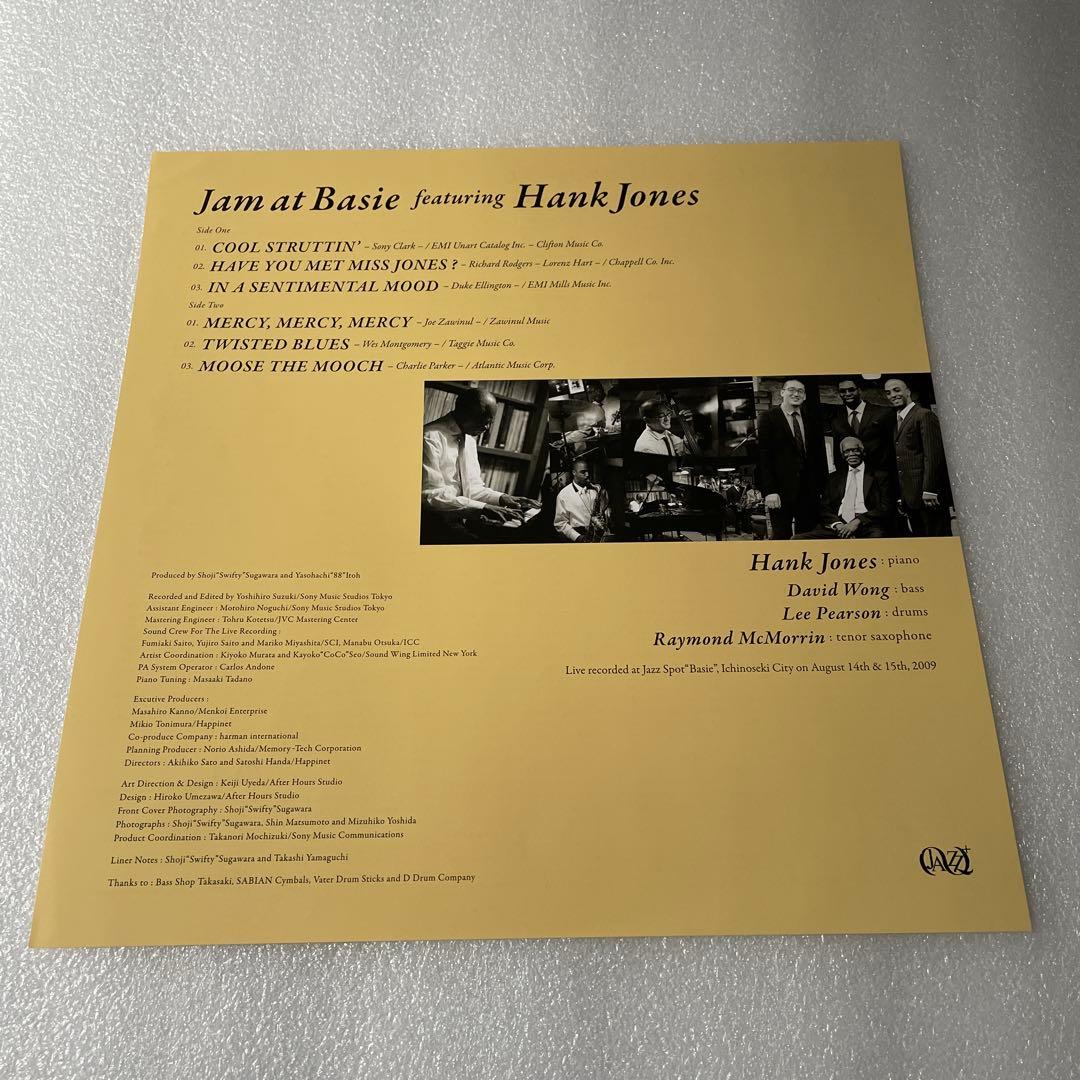 Jam at Basie featuring Hank Jones
Side One
01. COOL STRUTTIN' – Sony Clark – / EMI Unart Catalog Inc. – Clifton Music Co.
02. HAVE YOU MET MISS JONES ? – Richard Rodgers – Lorenz Hart – / Chappell Co. Inc.
03. IN A SENTIMENTAL MOOD – Duke Ellington – / EMI Mills Music Inc.
Side Two
01. MERCY, MERCY, MERCY – Joe Zawinul – / Zawinul Music
02. TWISTED BLUES – Wes Montgomery – / Taggie Music Co.
03. MOOSE THE MOOCH – Charlie Parker – / Atlantic Music Corp.
Hank Jones : piano
David Wong : bass
Lee Pearson : drums
Raymond McMorrin : tenor saxophone
Live recorded at Jazz Spot"Basie", Ichinoseki City on August 14th & 15th, 2009
Produced by Shoji"Swifty"Sugawara and Yasohachi"88"Itoh
Recorded and Edited by Yoshihiro Suzuki/Sony Music Studios Tokyo
Assistant Engineer : Motohiro Noguchi/Sony Music Studios Tokyo
Mastering Engineer : Tohru Kotetsu/JVC Mastering Center
Sound Crew For The Live Recording :
Fumiaki Saito, Yujiro Saito and Mariko Miyashita/SCI, Manabu Otsuka/ICC
Artist Coordination : Kiyoko Murata and Kayoko"CoCo"Seo/Sound Wing Limited New York
PA System Operator : Carlos Andone
Piano Tuning : Masaaki Tadano
Excutive Producers :
Masahiro Kanno/Menkoi Enterprise
Mikio Tonimura/Happinet
Co-produce Company : harman international
Planning Producer : Norio Ashida/Memory-Tech Corporation
Directors : Akihiko Sato and Satoshi Handa/Happinet
Art Direction & Design : Keiji Uyeda/After Hours Studio
Design : Hiroko Umezawa/After Hours Studio
Front Cover Photography : Shoji"Swifty"Sugawara
Photographs : Shoji"Swifty"Sugawara, Shin Matsumoto and Mizuhiko Yoshida
Product Coordination : Takanori Mochizuki/Sony Music Communications
Liner Notes : Shoji"Swifty"Sugawara and Takashi Yamaguchi
Thanks to : Bass Shop Takasaki, SABIAN Cymbals, Vater Drum Sticks and D Drum Company
JAZZ